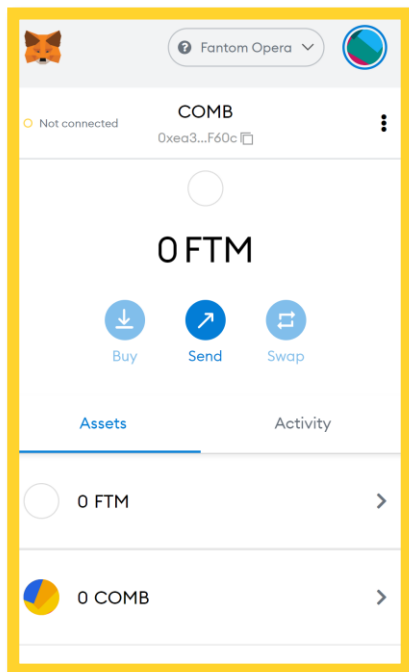 Fantom Opera
Not connected
COMB
0xea3...F60c
0 FTM
Buy
Send
Swap
Assets
Activity
0 FTM
0 COMB